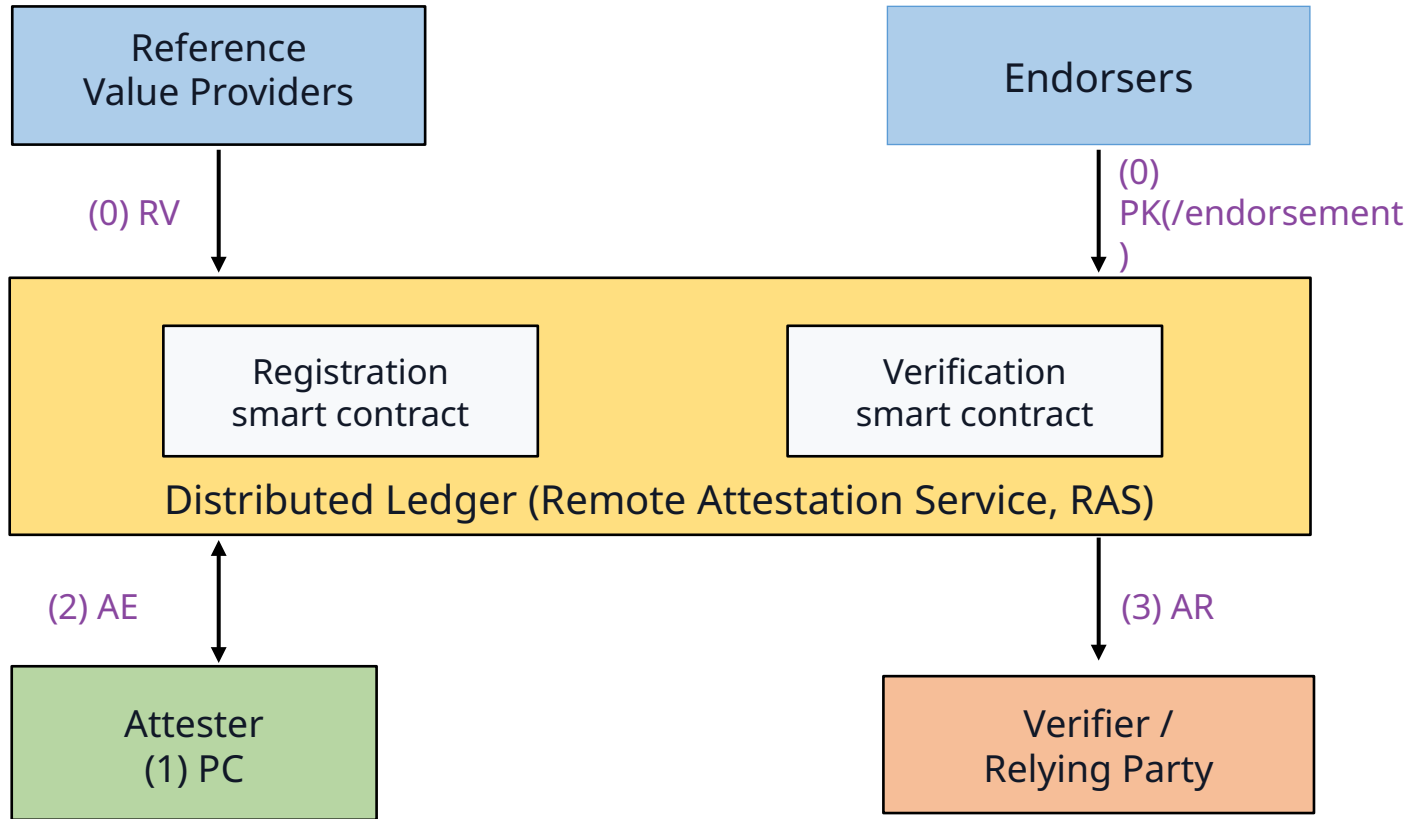 Reference
Value Providers
Endorsers
(0) RV
(0)
PK(/endorsement
)
Registration
smart contract
Verification
smart contract
Distributed Ledger (Remote Attestation Service, RAS)
(2) AE
(3) AR
Attester
(1) PC
Verifier /
Relying Party